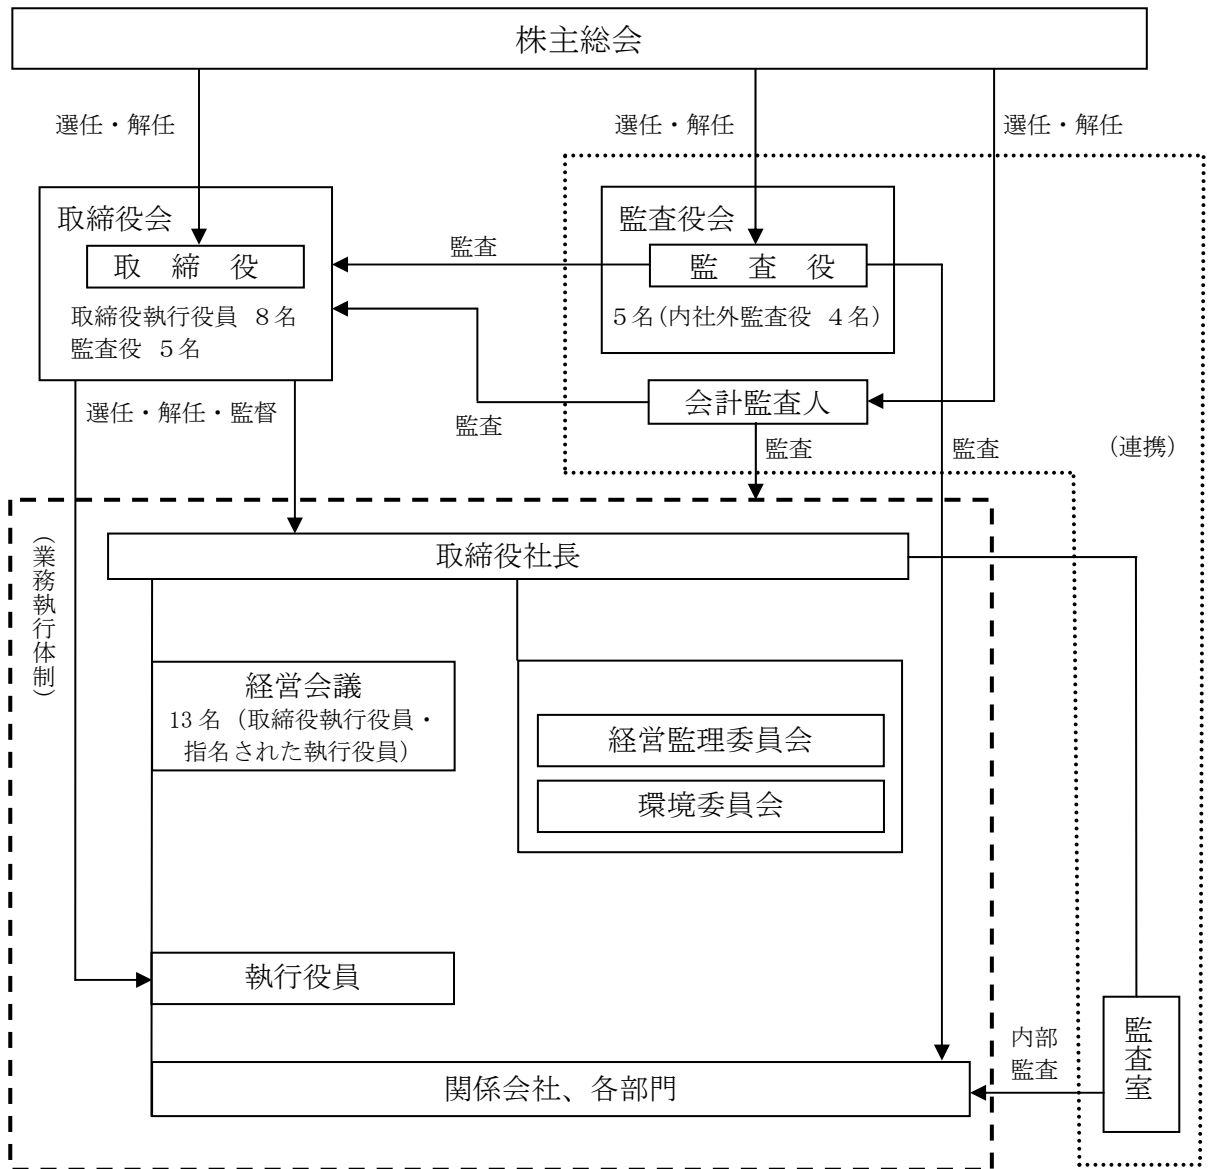 株主総会
選任・解任
選任・解任
選任・解任
取締役会
取　締　役
取締役執行役員 8名
監査役 5名
監査
監査役会
監　査　役
5名(内社外監査役 4名)
会計監査人
選任・解任・監督
監査
監査
監査
(連携)
(業務執行体制)
取締役社長
経営会議
13名（取締役執行役員・
指名された執行役員）
経営監理委員会
環境委員会
執行役員
内部
監査
監査室
関係会社、各部門